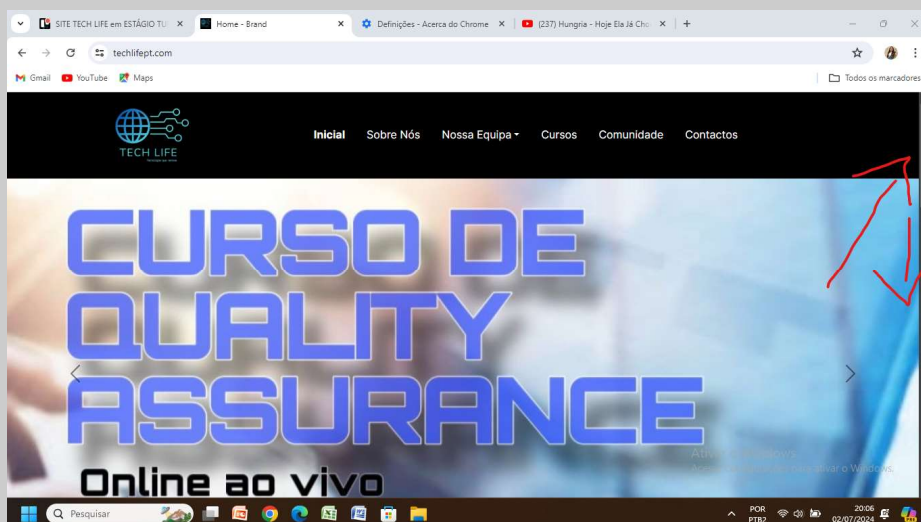 SITE TECH LIFE em ESTÁGIO TU
Home - Brand
Definições - Acerca do Chrome
(237) Hungria - Hoje Ela Já Cho
techlifept.com
Gmail
YouTube
Maps
Todos os marcadores
TECH LIFE
Inicial
Sobre Nós
Nossa Equipa
Cursos
Comunidade
Contactos
CURSO DE
QUALITY
ASSURANCE
Online ao vivo
Pesquisar
POR
PTB2
20:06
02/07/2024